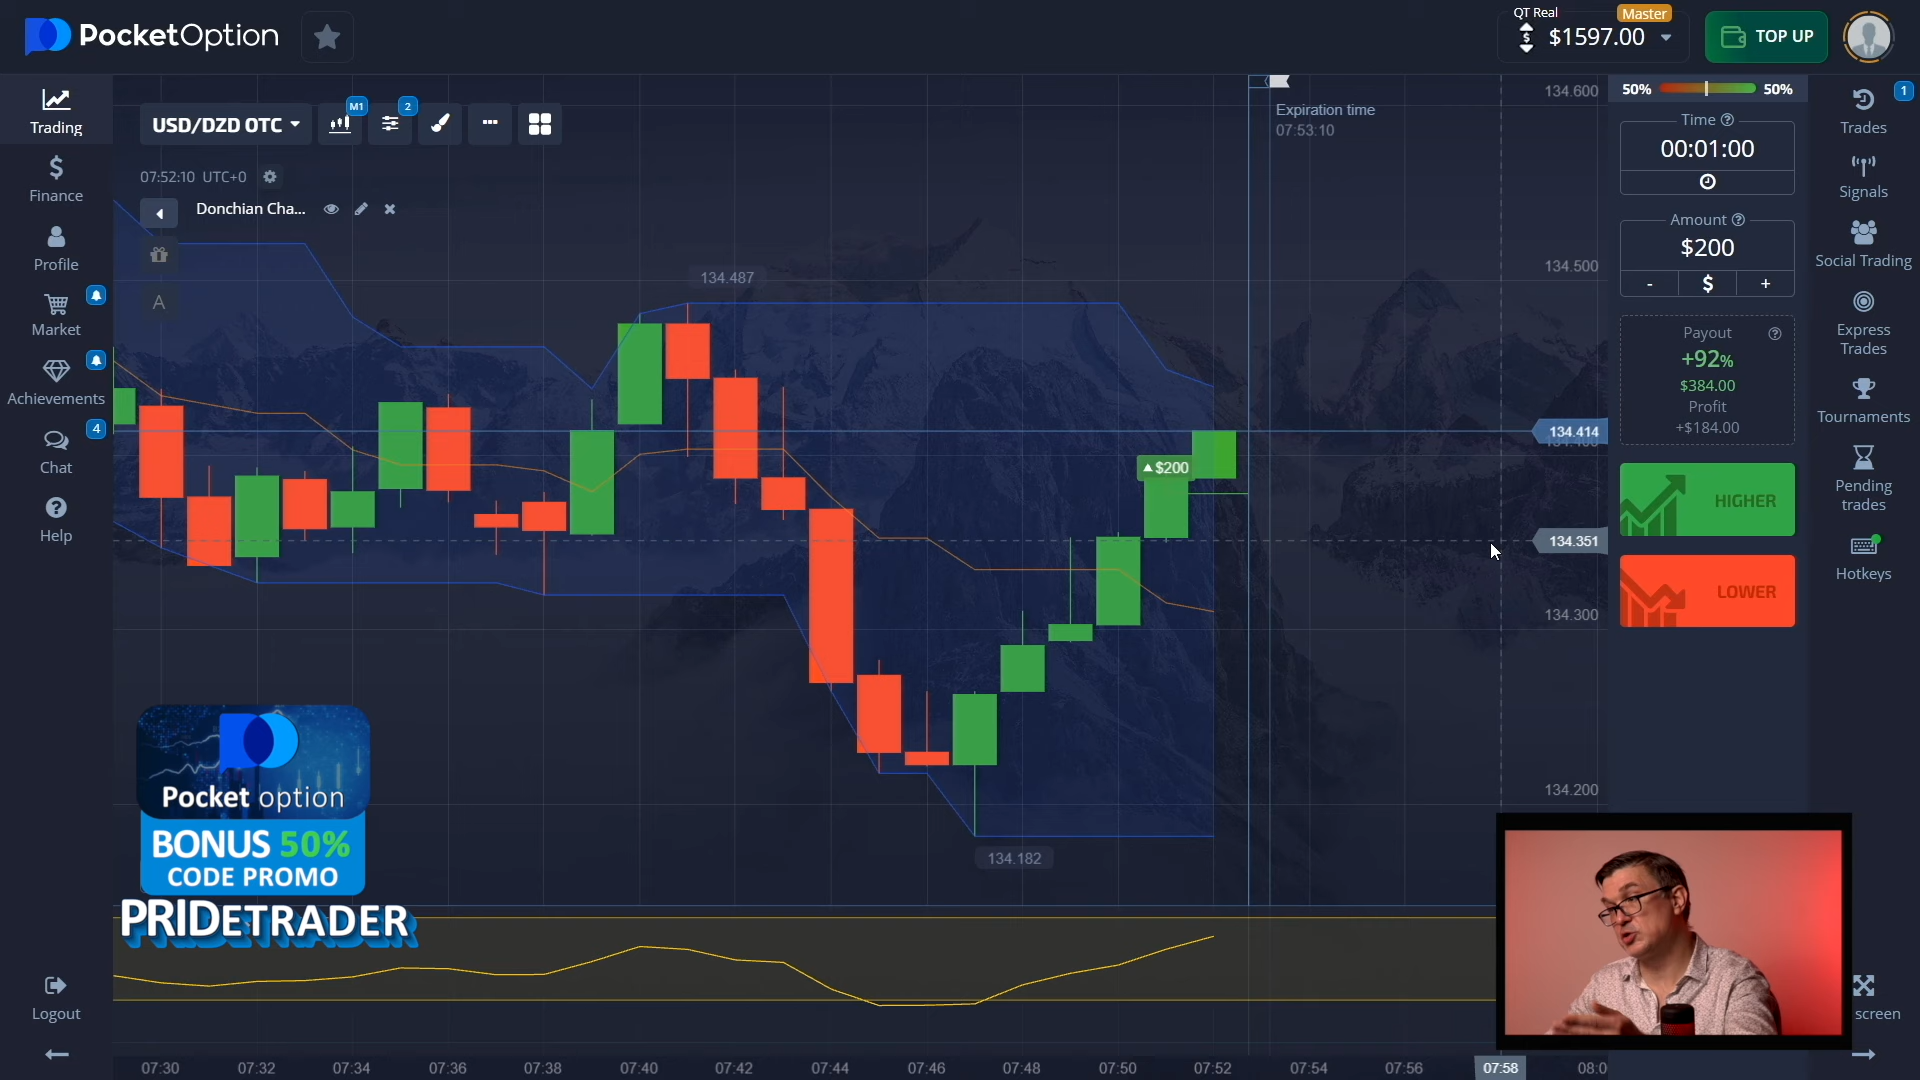 PocketOption
QT Real
Master
$1597.00
TOP UP
Trading
Finance
Profile
Market
Achievements
4
Chat
Help
Logout
USD/DZD OTC
M1
2
07:52:10 UTC+0
Donchian Cha...
A
Expiration time
07:53:10
134.487
134.182
$200
134.600
134.500
134.414
134.351
134.300
134.200
50%
50%
Time
00:01:00
Amount
$200
-
$
+
Payout
+92%
$384.00
Profit
+$184.00
HIGHER
LOWER
1
Trades
Signals
Social Trading
Express
Trades
Tournaments
Pending
trades
Hotkeys
screen
Pocket option
BONUS 50%
CODE PROMO
PRIDETRADER
07:30
07:32
07:34
07:36
07:38
07:40
07:42
07:44
07:46
07:48
07:50
07:52
07:54
07:56
07:58
08:0